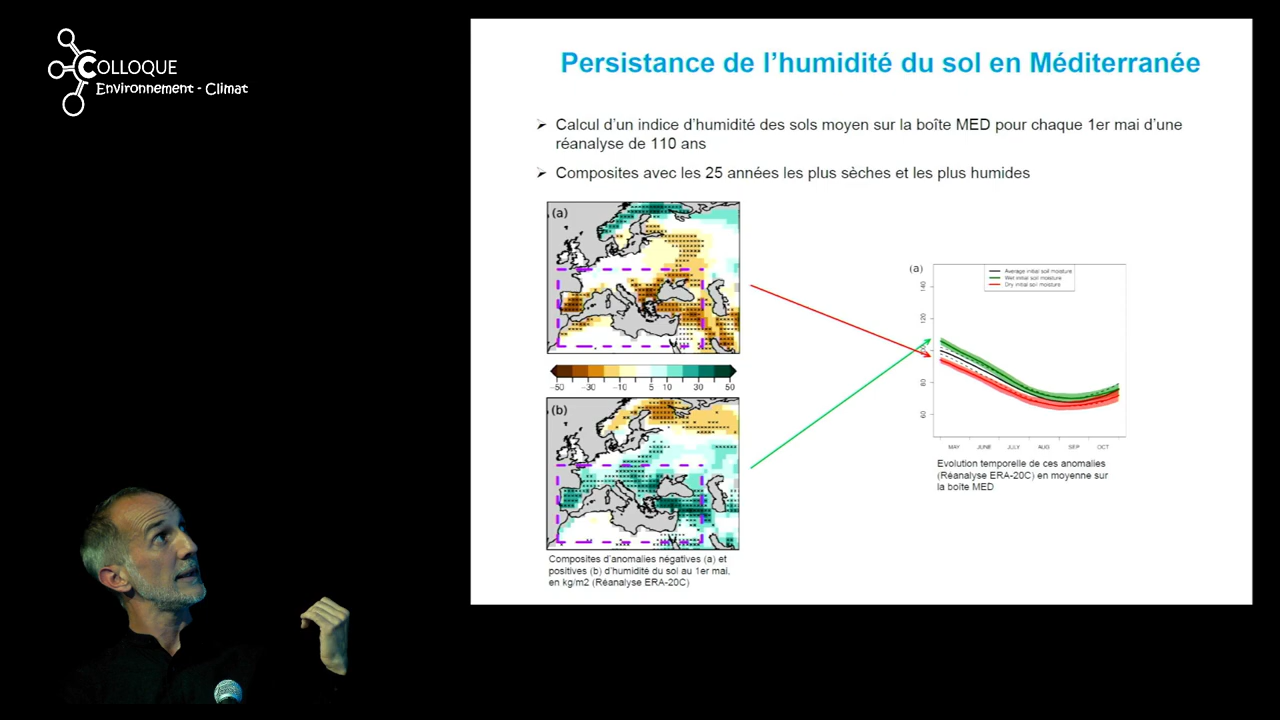 COLLOQUE
Environnement - Climat
Persistance de l'humidité du sol en Méditerranée
➢ Calcul d'un indice d'humidité des sols moyen sur la boîte MED pour chaque 1er mai d'une
réanalyse de 110 ans
➢ Composites avec les 25 années les plus sèches et les plus humides
(a)
-50 -30 -10 5 10 30 50
(b)
Composites d'anomalies négatives (a) et
positives (b) d'humidité du sol au 1er mai,
en kg/m2 (Réanalyse ERA-20C)
(a)
Average initial soil moisture
Wet initial soil moisture
Dry initial soil moisture
140
120
80
60
MAY JUNE JULY AUG SEP OCT
Evolution temporelle de ces anomalies
(Réanalyse ERA-20C) en moyenne sur
la boîte MED